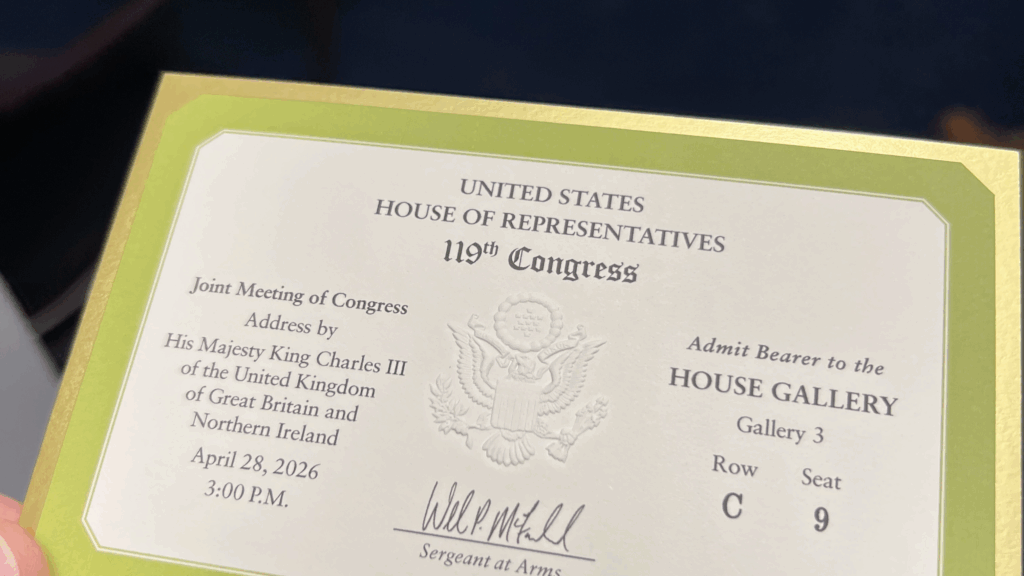 UNITED STATES
HOUSE OF REPRESENTATIVES
119th Congress
Joint Meeting of Congress
Address by
His Majesty King Charles III
of the United Kingdom
of Great Britain and
Northern Ireland
April 28, 2026
3:00 P.M.
Sergeant at Arms
Admit Bearer to the
HOUSE GALLERY
Gallery 3
Row Seat
C 9